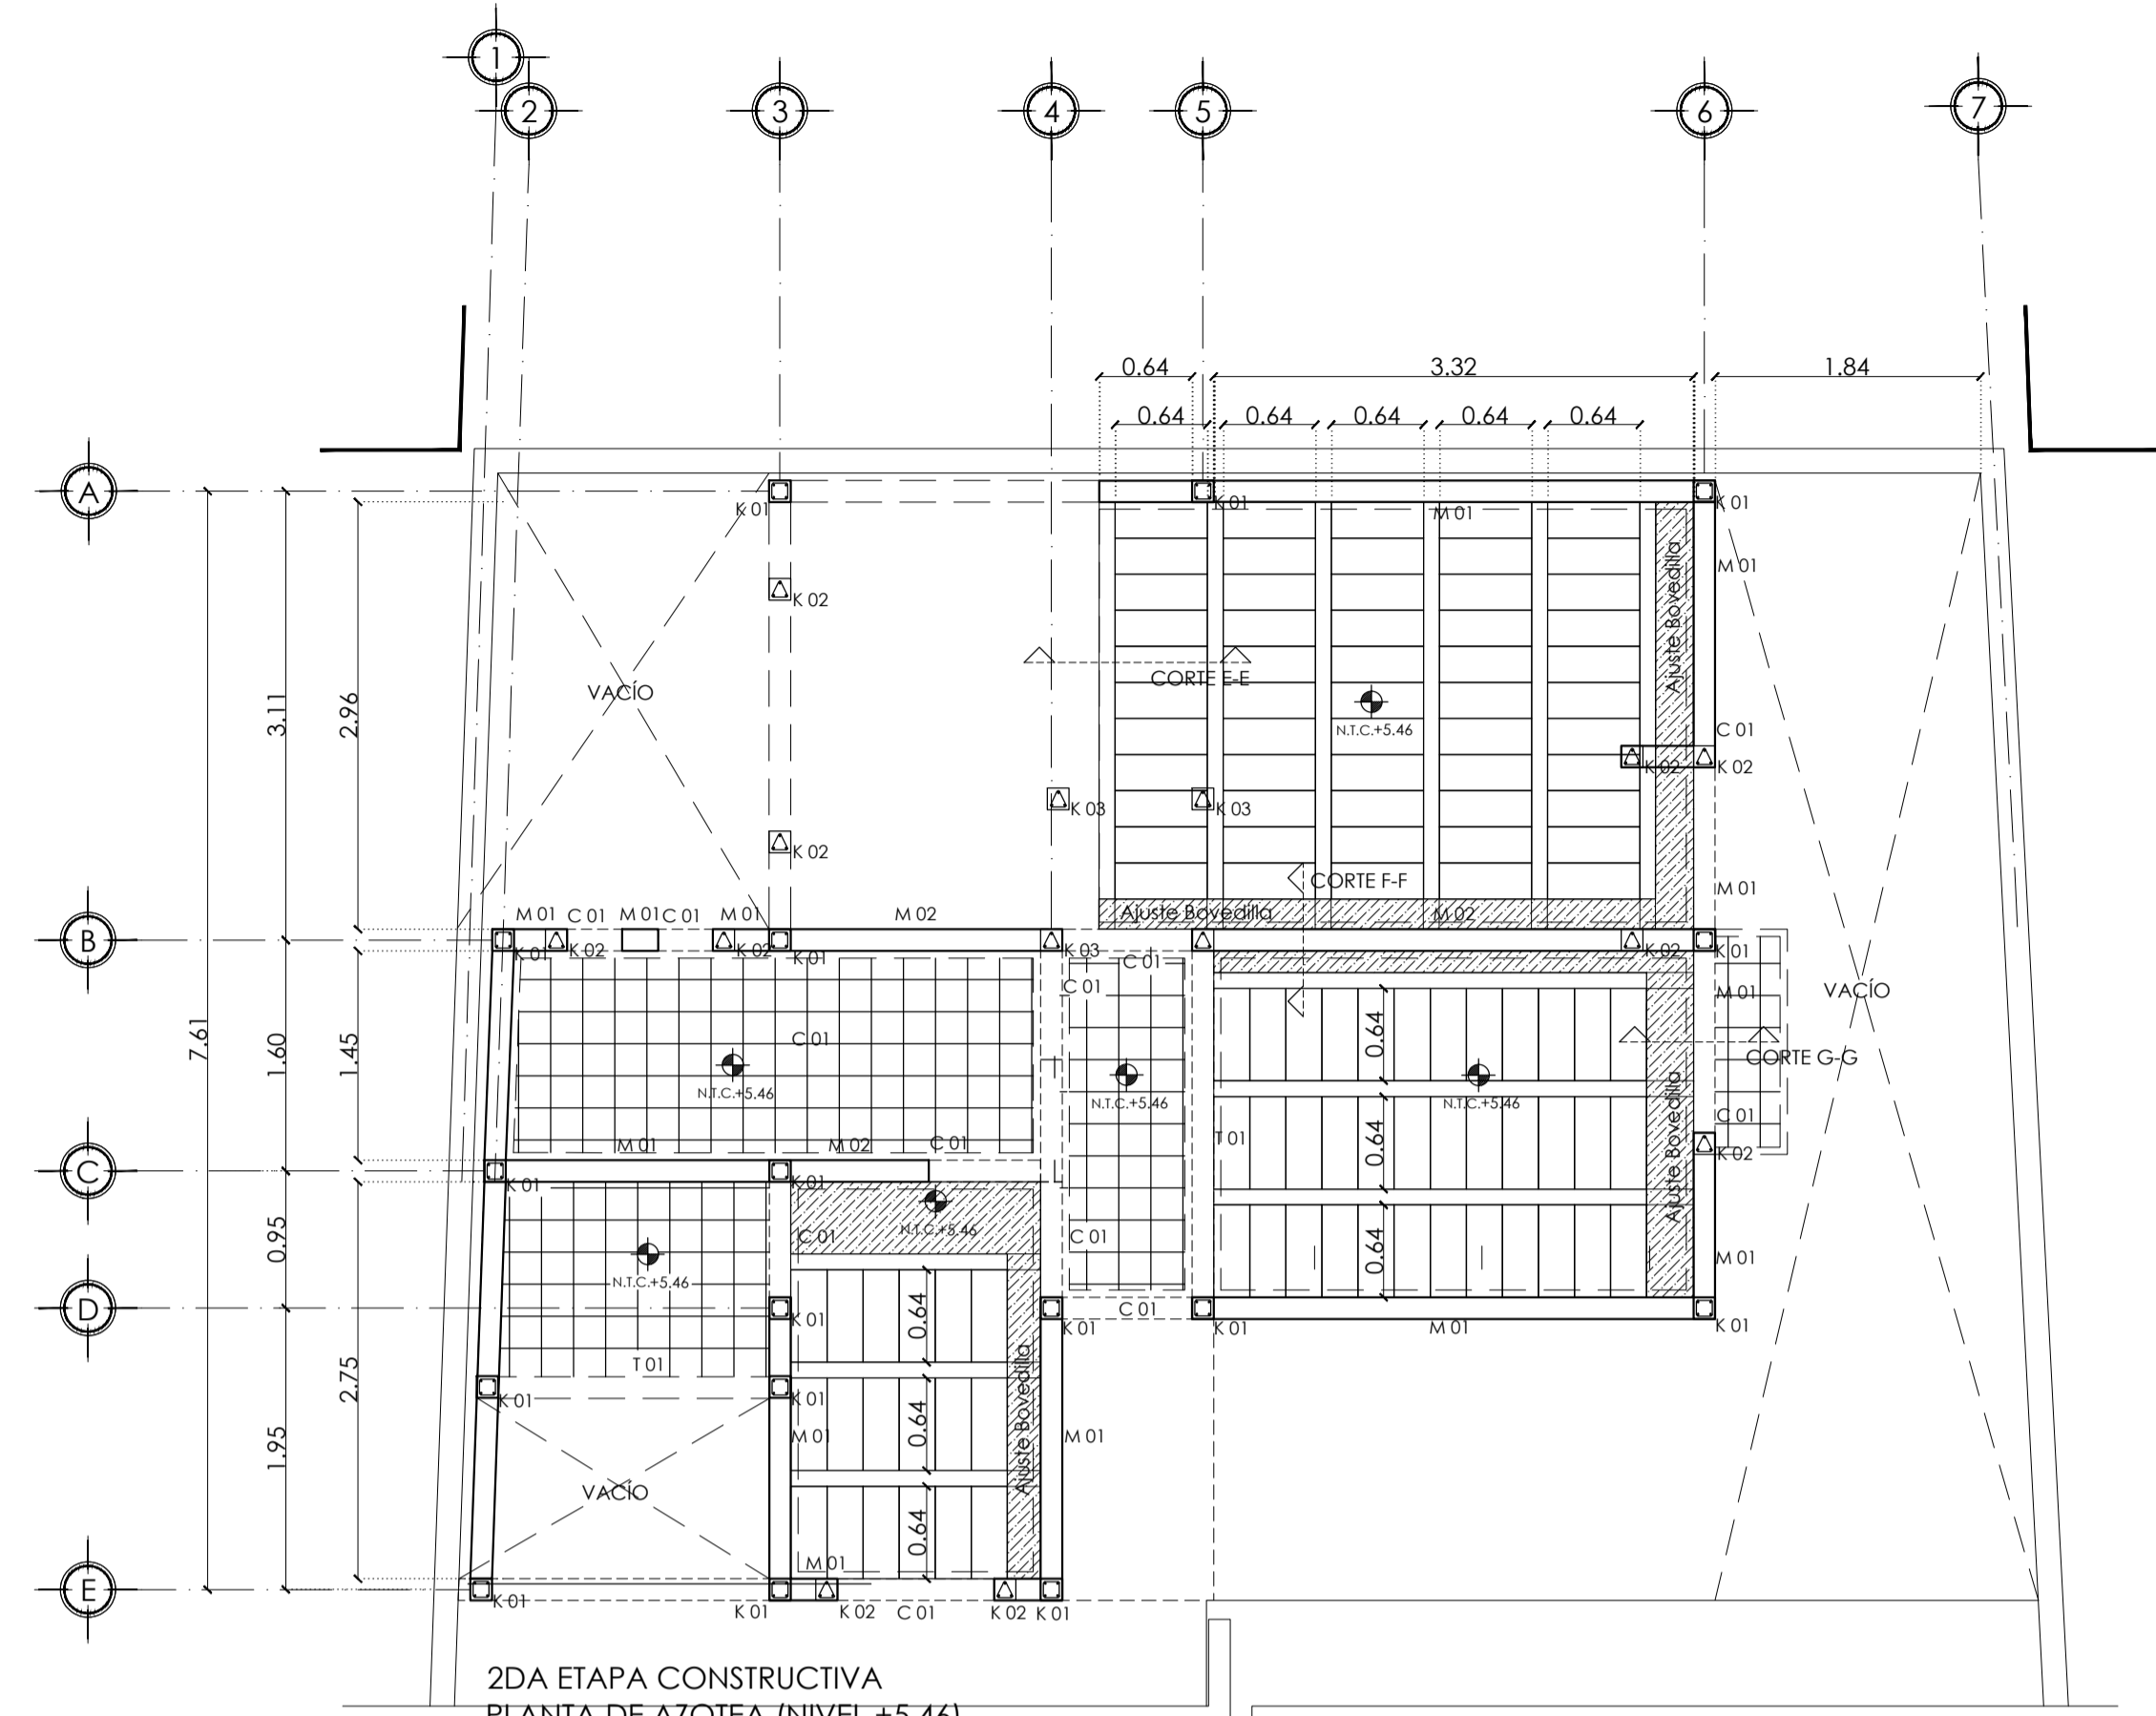 1
2
3
4
5
6
7
0.64
3.32
1.84
0.64
0.64
0.64
0.64
0.64
A
K 01
K 01
M 01
K 01
M 01
Ajuste Bovedilla
K 02
VACÍO
CORTE E-E
3.11
2.96
N.T.C.+5.46
C 01
K 02
K 02
K 03
K 03
K 02
CORTE F-F
M 01
M 01
C 01
M 01
C 01
M 01
M 02
Ajuste Bovedilla
M 02
B
K 01
K 02
K 02
K 01
K 03
C 01
K 02
K 01
C 01
M 01
VACÍO
7.61
1.60
1.45
C 01
0.64
CORTE G-G
N.T.C.+5.46
N.T.C.+5.46
N.T.C.+5.46
Ajuste Bovedilla
C 01
M 01
M 02
C 01
T 01
0.64
K 02
C
K 01
K 01
0.95
C 01
N.T.C.+5.46
C 01
0.64
M 01
N.T.C.+5.46
D
K 01
0.64
K 01
C 01
K 01
M 01
K 01
2.75
T 01
Ajuste Bovedilla
K 01
K 01
1.95
M 01
0.64
M 01
VACÍO
0.64
M 01
E
K 01
K 01
K 02
C 01
K 02
K 01
2DA ETAPA CONSTRUCTIVA
PLANTA DE AZOTEA (NIVEL +5.46)